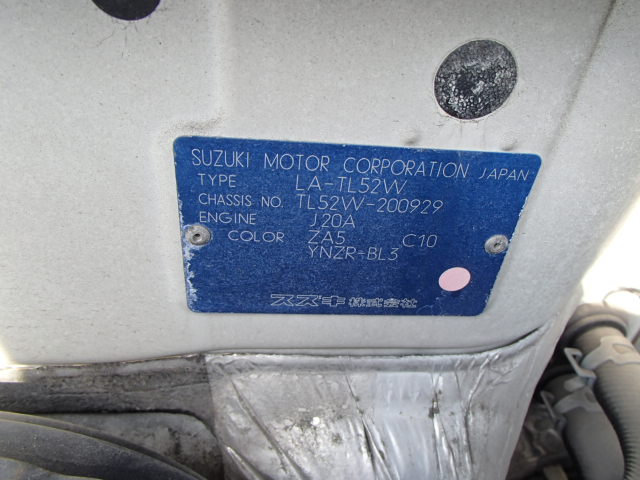 SUZUKI MOTOR CORPORATION JAPAN
TYPE LA-TL52W
CHASSIS NO. TL52W-200929
ENGINE J20A
COLOR ZA5 C10
YNZR-BL3
スズキ株式会社